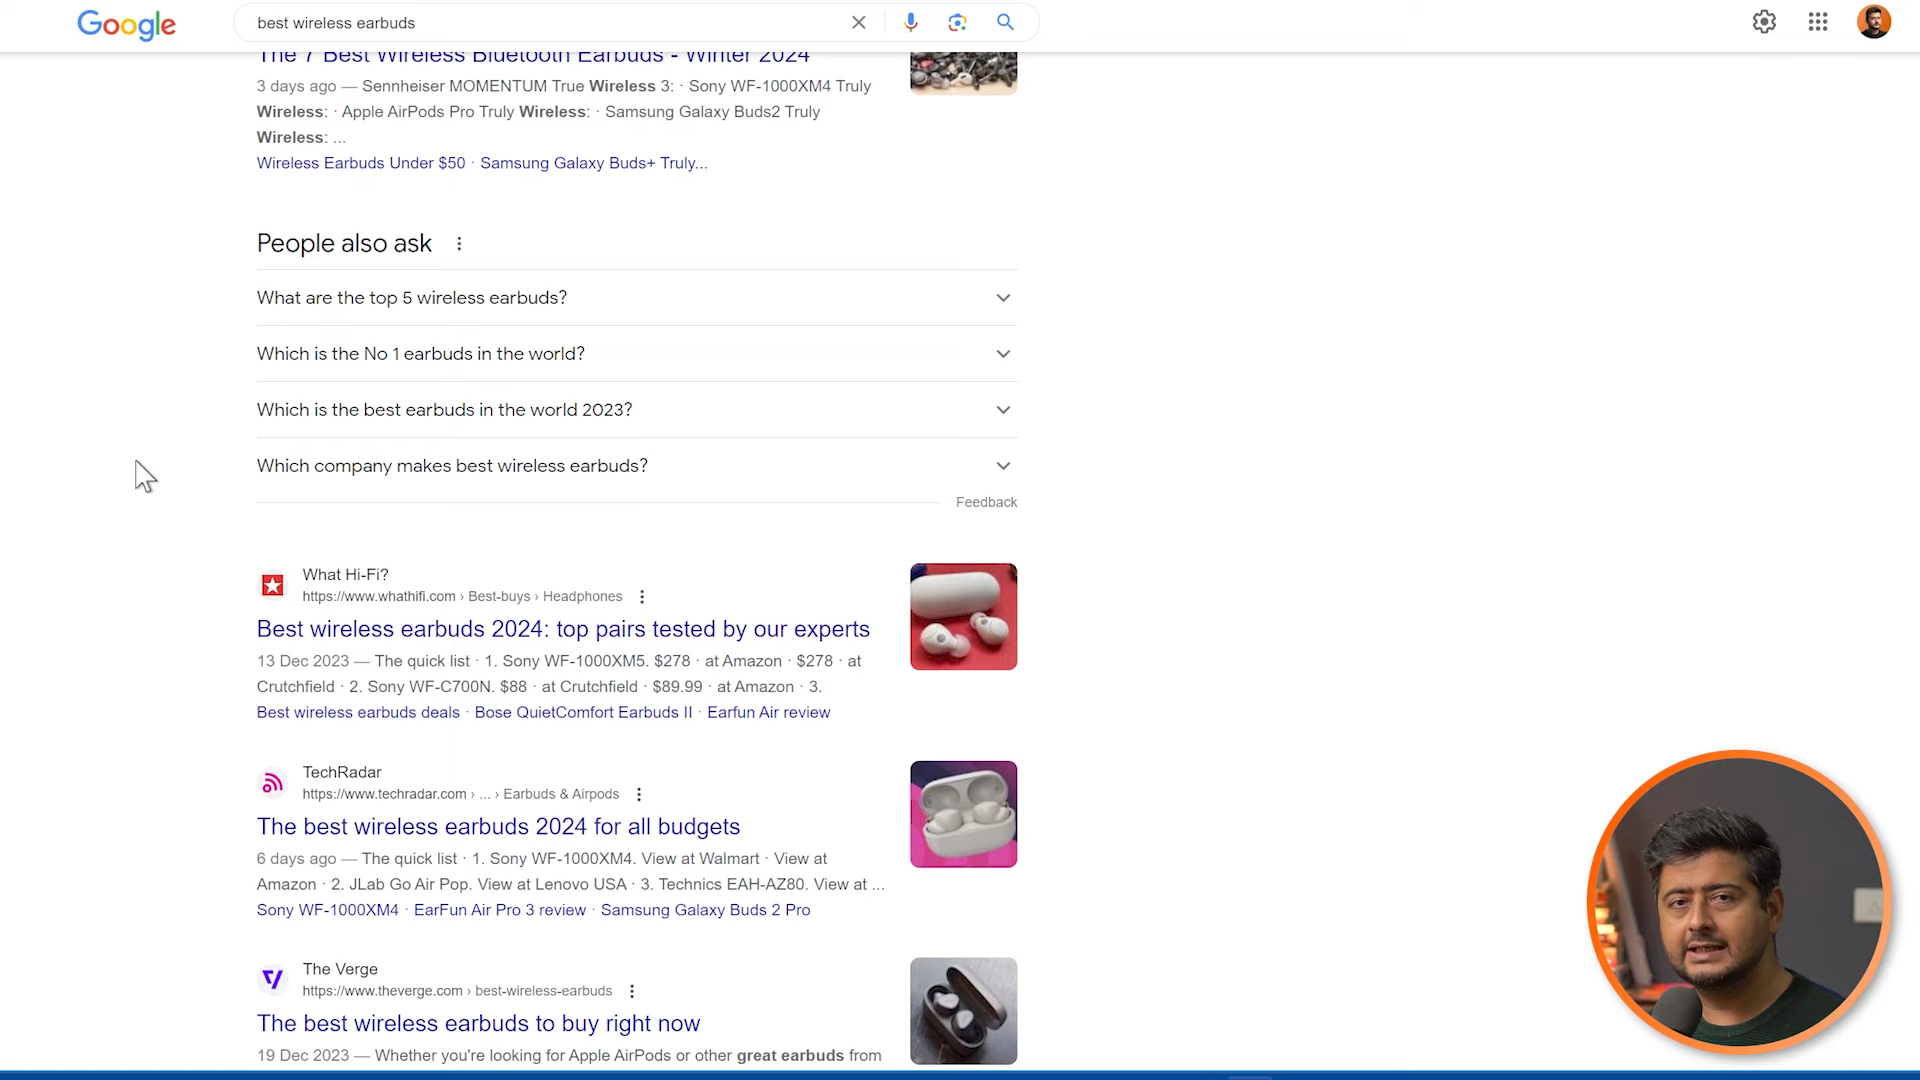 Google
best wireless earbuds
The 7 Best Wireless Bluetooth Earbuds - Winter 2024
3 days ago — Sennheiser MOMENTUM True Wireless 3: · Sony WF-1000XM4 Truly
Wireless: · Apple AirPods Pro Truly Wireless: · Samsung Galaxy Buds2 Truly
Wireless: ...
Wireless Earbuds Under $50 · Samsung Galaxy Buds+ Truly...
People also ask
What are the top 5 wireless earbuds?
Which is the No 1 earbuds in the world?
Which is the best earbuds in the world 2023?
Which company makes best wireless earbuds?
Feedback
What Hi-Fi?
https://www.whathifi.com › Best-buys › Headphones
Best wireless earbuds 2024: top pairs tested by our experts
13 Dec 2023 — The quick list · 1. Sony WF-1000XM5. $278 · at Amazon · $278 · at
Crutchfield · 2. Sony WF-C700N. $88 · at Crutchfield · $89.99 · at Amazon · 3.
Best wireless earbuds deals · Bose QuietComfort Earbuds II · Earfun Air review
TechRadar
https://www.techradar.com › ... › Earbuds & Airpods
The best wireless earbuds 2024 for all budgets
6 days ago — The quick list · 1. Sony WF-1000XM4. View at Walmart · View at
Amazon · 2. JLab Go Air Pop. View at Lenovo USA · 3. Technics EAH-AZ80. View at ...
Sony WF-1000XM4 · EarFun Air Pro 3 review · Samsung Galaxy Buds 2 Pro
The Verge
https://www.theverge.com › best-wireless-earbuds
The best wireless earbuds to buy right now
19 Dec 2023 — Whether you're looking for Apple AirPods or other great earbuds from